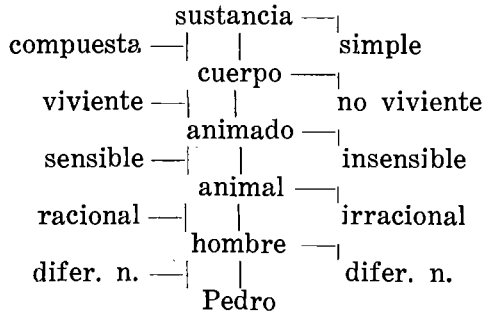 sustancia
compuesta simple
cuerpo
viviente no viviente
animado
sensible insensible
animal
racional irracional
hombre
difer. n. difer. n.
Pedro